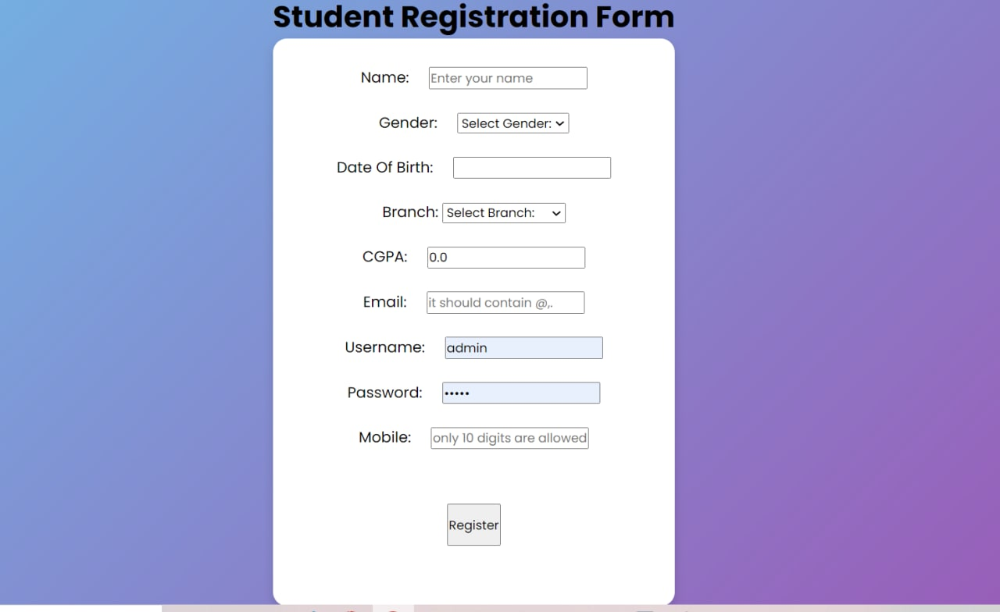 Student Registration Form
Name: Enter your name
Gender: Select Gender:
Date Of Birth:
Branch: Select Branch:
CGPA: 0.0
Email: it should contain @,.
Username: admin
Password: •••••
Mobile: only 10 digits are allowed
Register